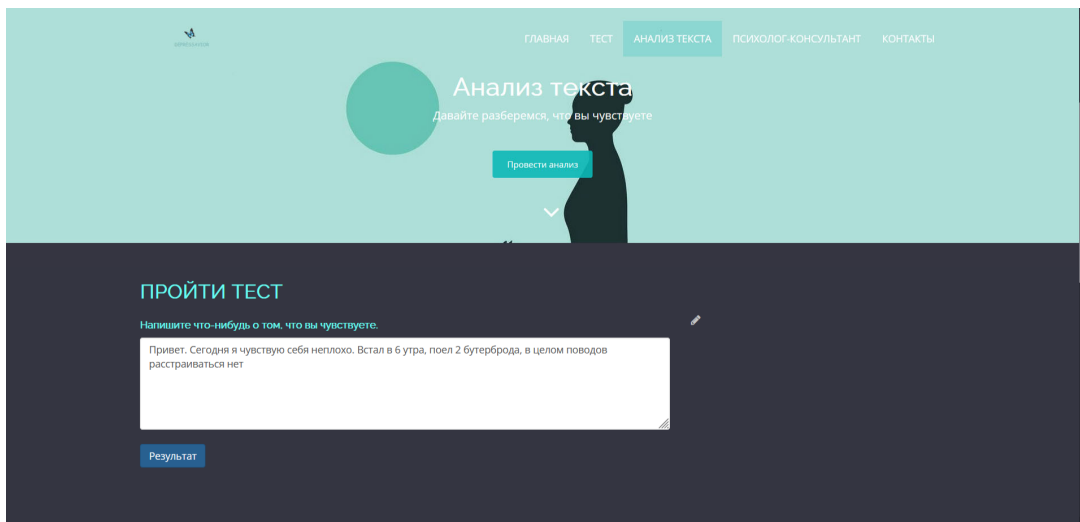 ГЛАВНАЯ ТЕСТ АНАЛИЗ ТЕКСТА ПСИХОЛОГ-КОНСУЛЬТАНТ КОНТАКТЫ
Анализ текста
Давайте разберемся, что вы чувствуете
Провести анализ
ПРОЙТИ ТЕСТ
Напишите что-нибудь о том, что вы чувствуете.
Привет. Сегодня я чувствую себя неплохо. Встал в 6 утра, поел 2 бутерброда, в целом поводов
расстраиваться нет
Результат